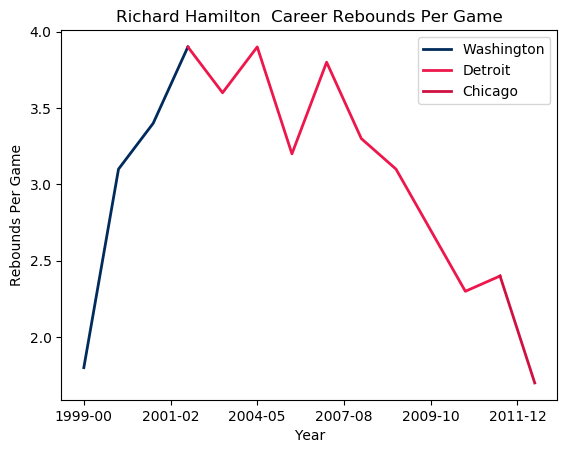 Richard Hamilton  Career Rebounds Per Game
Washington
Detroit
Chicago
4.0
3.5
3.0
2.5
2.0
Rebounds Per Game
1999-00
2001-02
2004-05
2007-08
2009-10
2011-12
Year